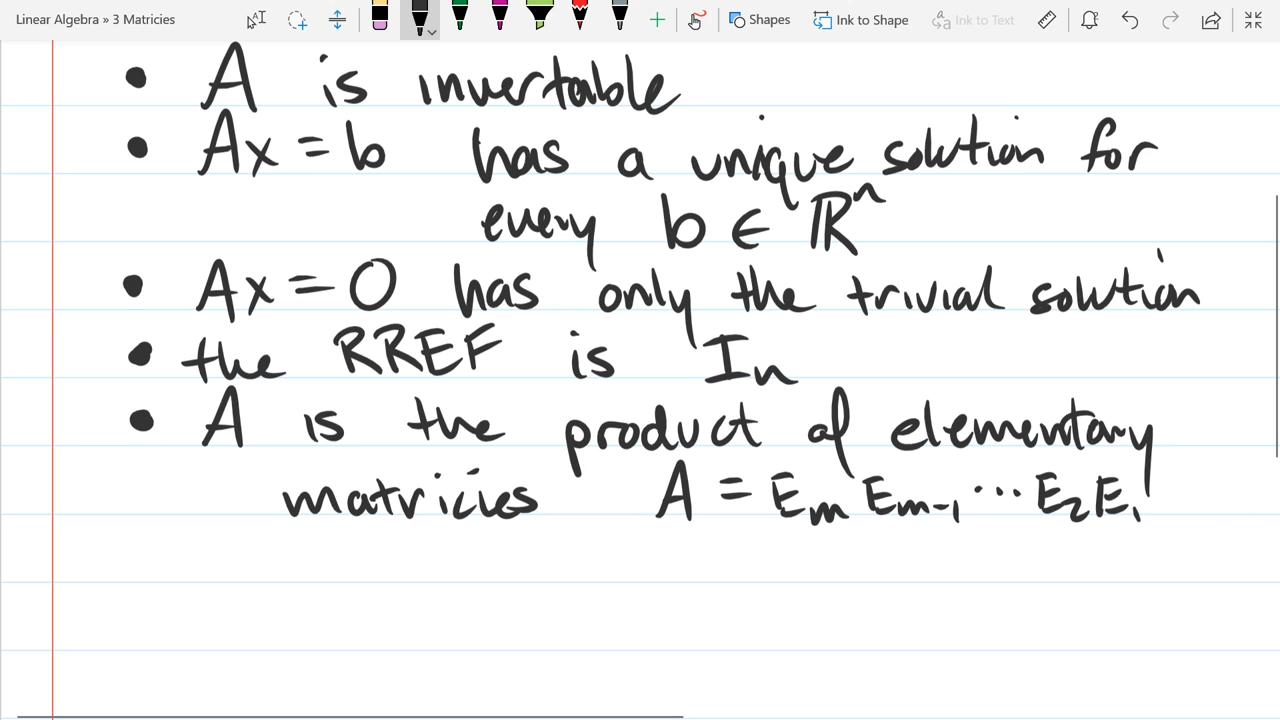 Linear Algebra » 3 Matricies
Shapes
Ink to Shape
Ink to Text
• A is invertable
• Ax = b has a unique solution for
every b ∈ ℝⁿ
• Ax = 0 has only the trivial solution
• the RREF is In
• A is the product of elementary
matricies A = Em Em-1 ... E2 E1